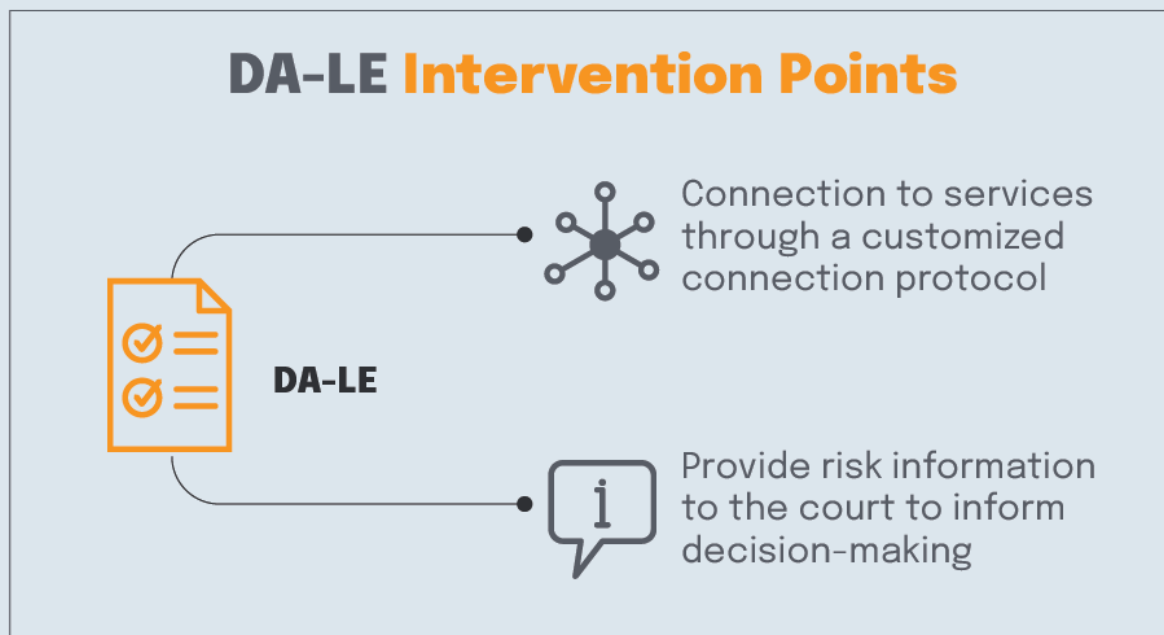 DA-LE Intervention Points
Connection to services
through a customized
connection protocol
DA-LE
i
Provide risk information
to the court to inform
decision-making